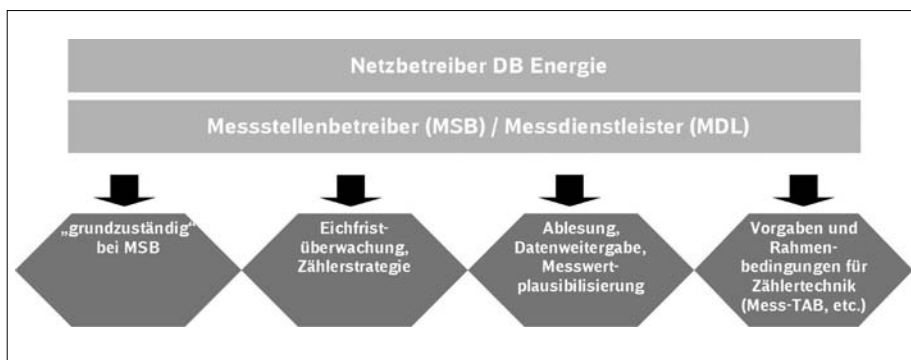 Netzbetreiber DB Energie
Messstellenbetreiber (MSB) / Messdienstleister (MDL)
„grundzuständig“
bei MSB
Eichfrist-
überwachung,
Zählerstrategie
Ablesung,
Datenweitergabe,
Messwert-
plausibilisierung
Vorgaben und
Rahmen-
bedingungen für
Zählertechnik
(Mess-TAB, etc.)